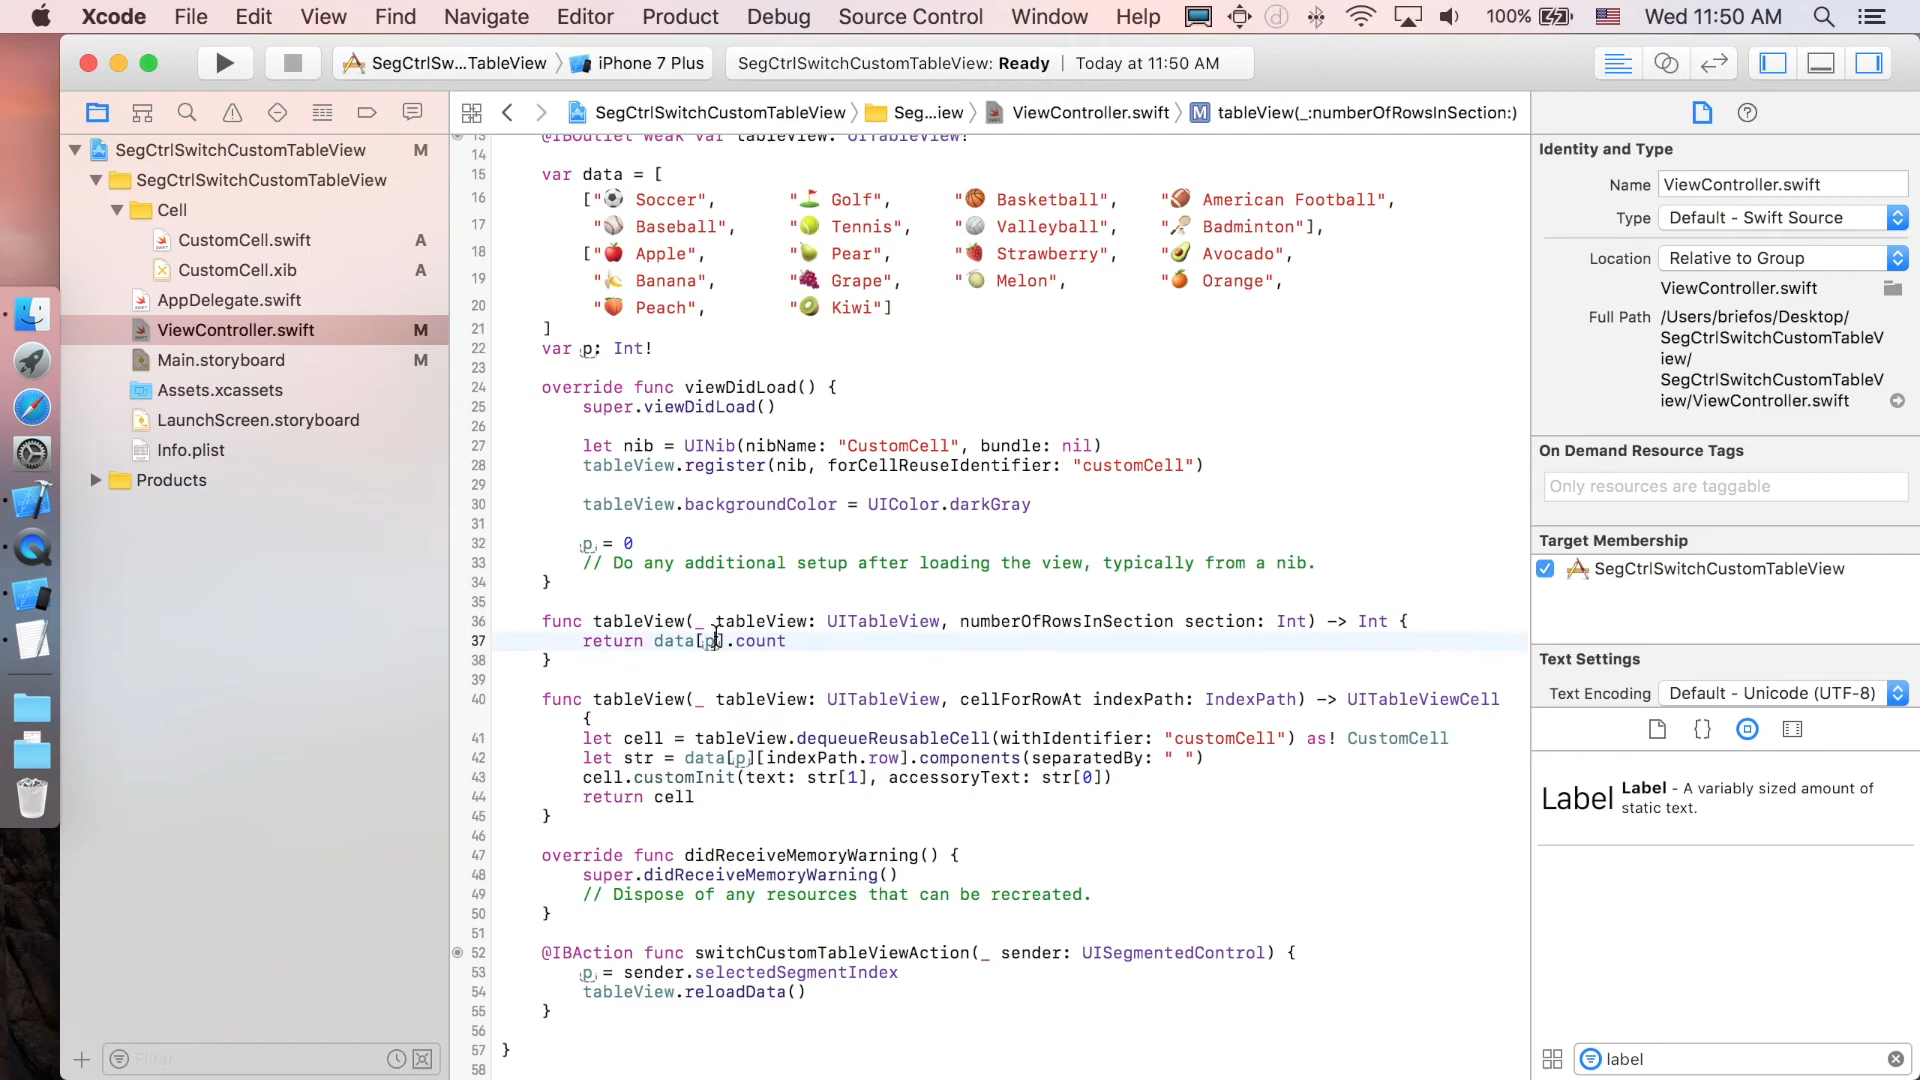 Xcode File Edit View Find Navigate Editor Product Debug Source Control Window Help 100% Wed 11:50 AM
SegCtrlSw...TableView iPhone 7 Plus SegCtrlSwitchCustomTableView: Ready | Today at 11:50 AM
SegCtrlSwitchCustomTableView Seg...iew ViewController.swift M tableView(_:numberOfRowsInSection:)
SegCtrlSwitchCustomTableView M
SegCtrlSwitchCustomTableView
Cell
CustomCell.swift A
CustomCell.xib A
AppDelegate.swift
ViewController.swift M
Main.storyboard M
Assets.xcassets
LaunchScreen.storyboard
Info.plist
Products
Filter
13 @IBOutlet weak var tableView: UITableView!
14
15 var data = [
16 ["⚽️ Soccer", "⛳️ Golf", "🏀 Basketball", "🏈 American Football",
17 "⚾️ Baseball", "🎾 Tennis", "🏐 Valleyball", "🏸 Badminton"],
18 ["🍎 Apple", "🍐 Pear", "🍓 Strawberry", "🥑 Avocado",
19 "🍌 Banana", "🍇 Grape", "🍈 Melon", "🍊 Orange",
20 "🍑 Peach", "🥝 Kiwi"]
21 ]
22 var p: Int!
23
24 override func viewDidLoad() {
25 super.viewDidLoad()
26
27 let nib = UINib(nibName: "CustomCell", bundle: nil)
28 tableView.register(nib, forCellReuseIdentifier: "customCell")
29
30 tableView.backgroundColor = UIColor.darkGray
31
32 p = 0
33 // Do any additional setup after loading the view, typically from a nib.
34 }
35
36 func tableView(_ tableView: UITableView, numberOfRowsInSection section: Int) -> Int {
37 return data[p].count
38 }
39
40 func tableView(_ tableView: UITableView, cellForRowAt indexPath: IndexPath) -> UITableViewCell
{
41 let cell = tableView.dequeueReusableCell(withIdentifier: "customCell") as! CustomCell
42 let str = data[p][indexPath.row].components(separatedBy: " ")
43 cell.customInit(text: str[1], accessoryText: str[0])
44 return cell
45 }
46
47 override func didReceiveMemoryWarning() {
48 super.didReceiveMemoryWarning()
49 // Dispose of any resources that can be recreated.
50 }
51
52 @IBAction func switchCustomTableViewAction(_ sender: UISegmentedControl) {
53 p = sender.selectedSegmentIndex
54 tableView.reloadData()
55 }
56
57 }
58
Identity and Type
Name ViewController.swift
Type Default - Swift Source
Location Relative to Group
ViewController.swift
Full Path /Users/briefos/Desktop/
SegCtrlSwitchCustomTableV
iew/
SegCtrlSwitchCustomTableV
iew/ViewController.swift
On Demand Resource Tags
Only resources are taggable
Target Membership
SegCtrlSwitchCustomTableView
Text Settings
Text Encoding Default - Unicode (UTF-8)
Label Label - A variably sized amount of
static text.
label